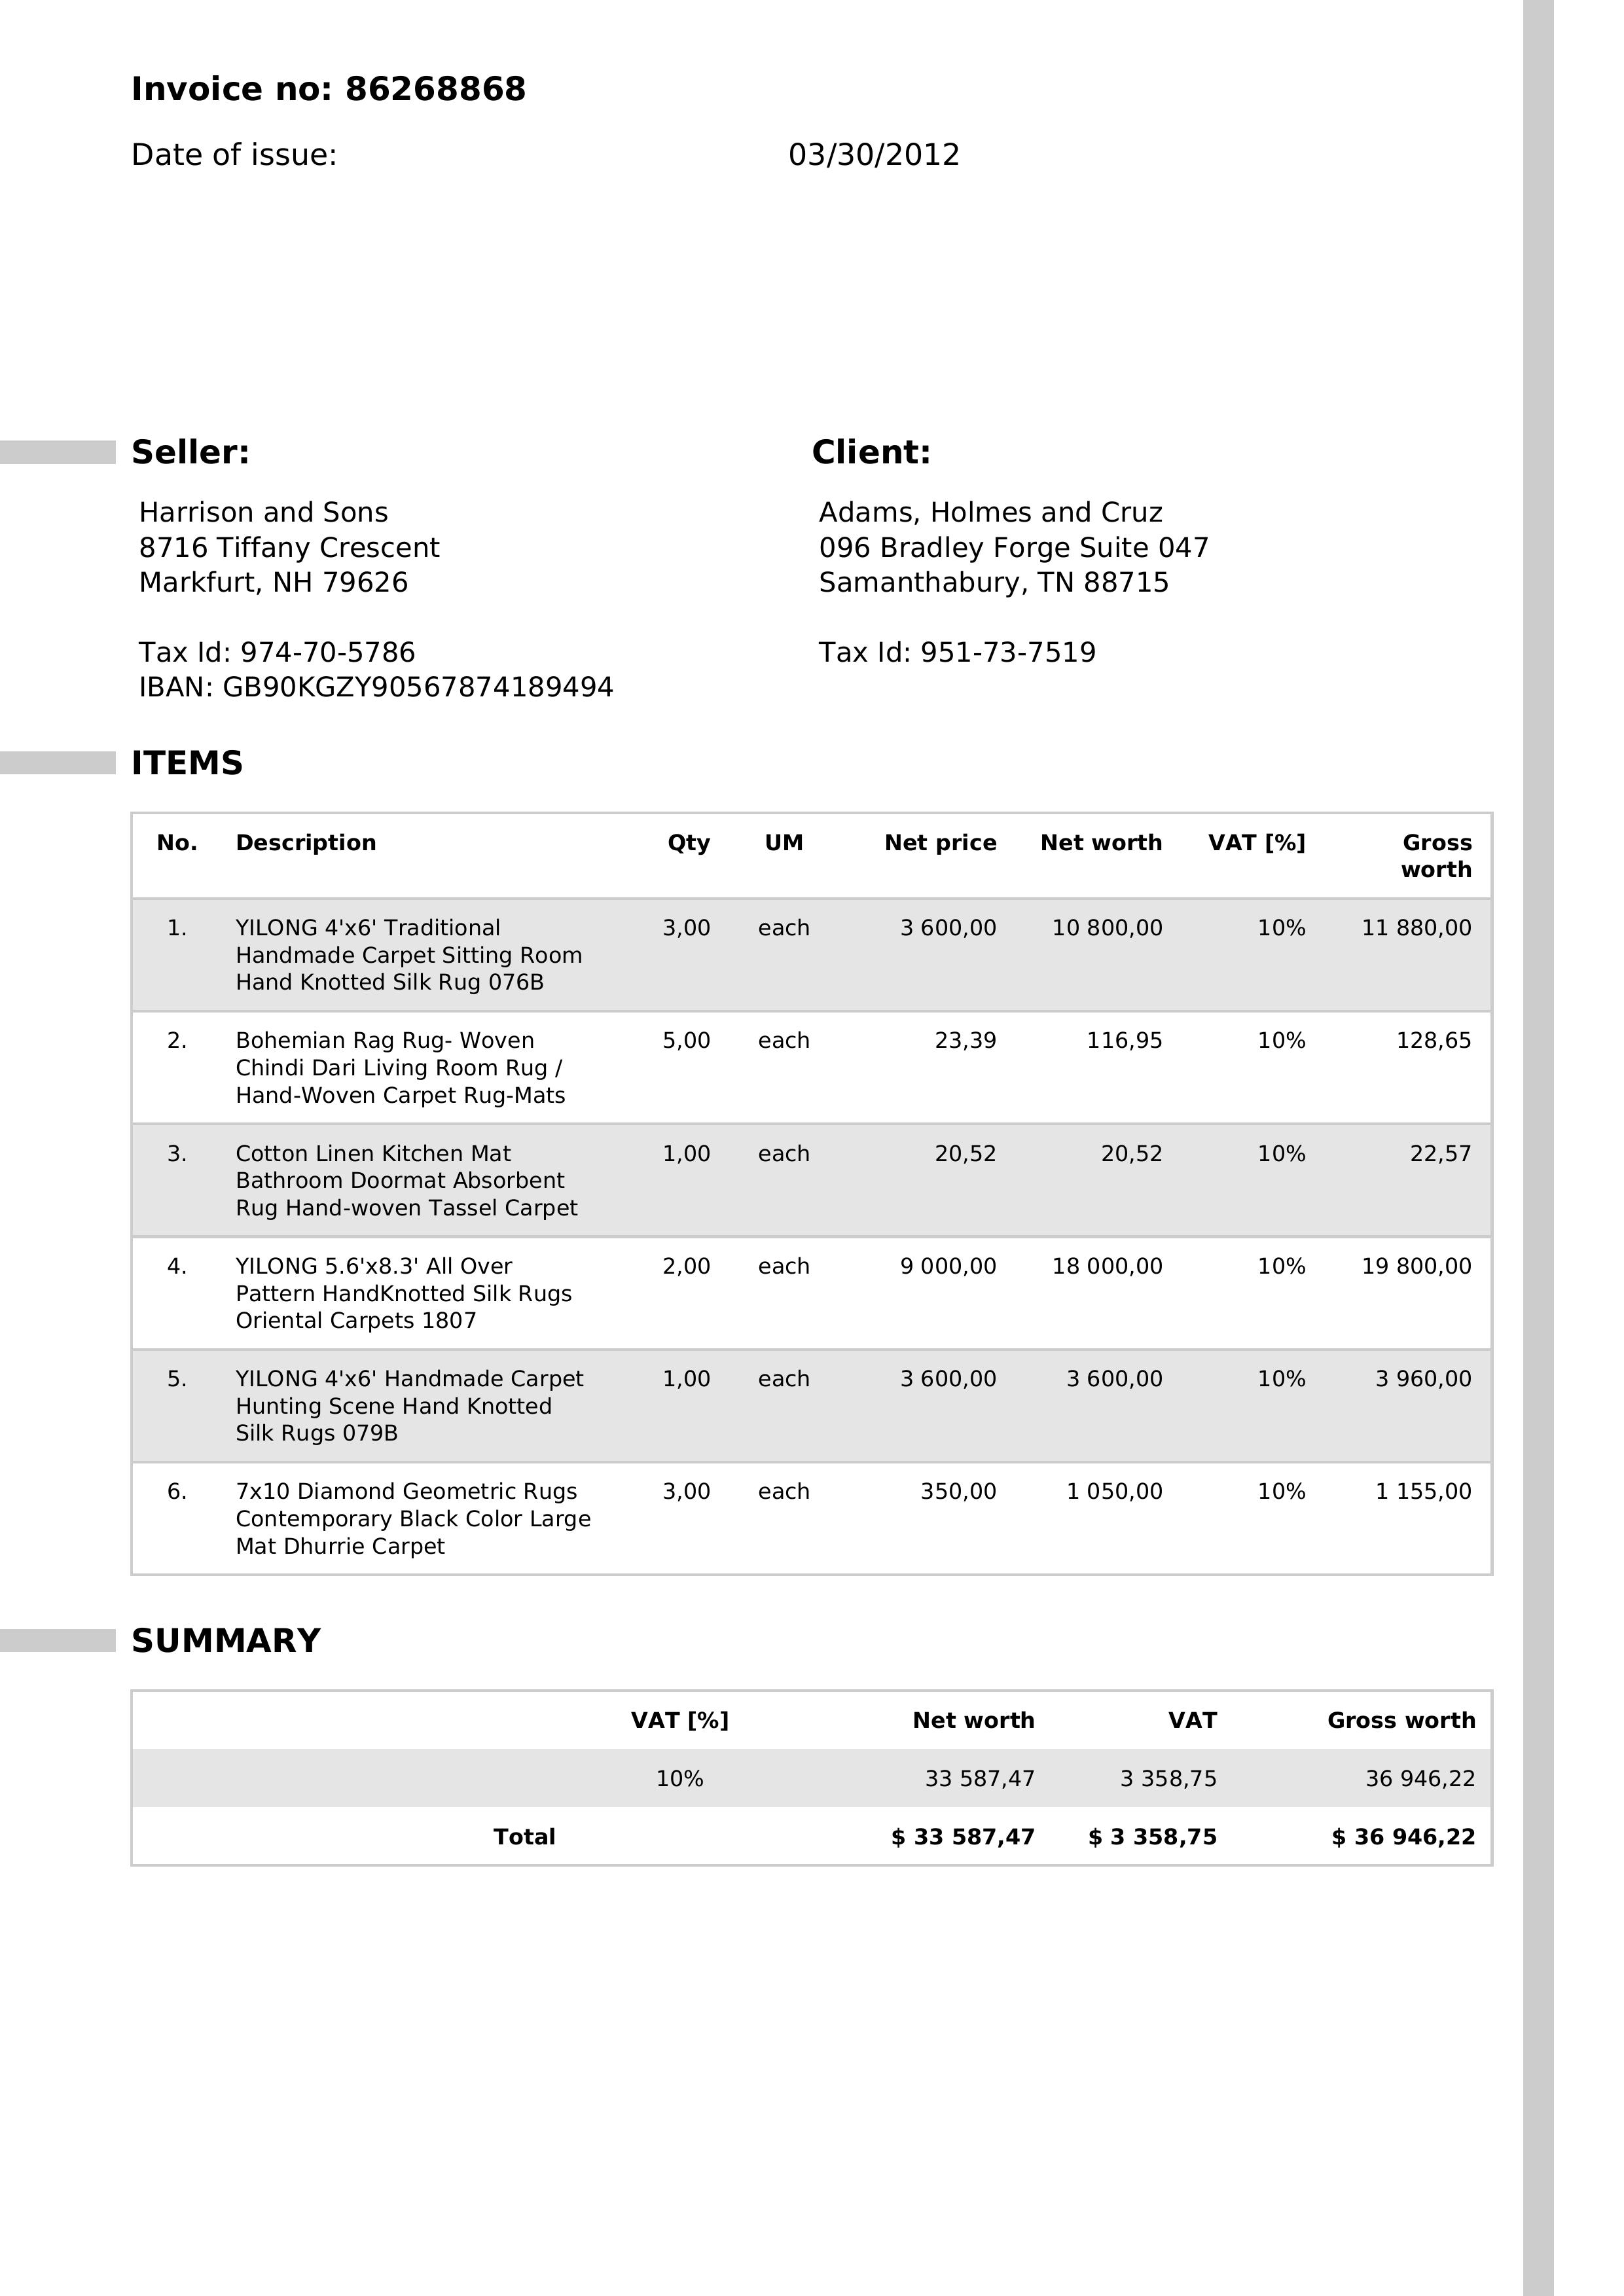 Invoice no: 86268868
Date of issue: 03/30/2012
Seller:
Harrison and Sons
8716 Tiffany Crescent
Markfurt, NH 79626
Tax Id: 974-70-5786
IBAN: GB90KGZY90567874189494
Client:
Adams, Holmes and Cruz
096 Bradley Forge Suite 047
Samanthabury, TN 88715
Tax Id: 951-73-7519
ITEMS
No. Description Qty UM Net price Net worth VAT [%] Gross
worth
1. YILONG 4'x6' Traditional 3,00 each 3 600,00 10 800,00 10% 11 880,00
Handmade Carpet Sitting Room
Hand Knotted Silk Rug 076B
2. Bohemian Rag Rug- Woven 5,00 each 23,39 116,95 10% 128,65
Chindi Dari Living Room Rug /
Hand-Woven Carpet Rug-Mats
3. Cotton Linen Kitchen Mat 1,00 each 20,52 20,52 10% 22,57
Bathroom Doormat Absorbent
Rug Hand-woven Tassel Carpet
4. YILONG 5.6'x8.3' All Over 2,00 each 9 000,00 18 000,00 10% 19 800,00
Pattern HandKnotted Silk Rugs
Oriental Carpets 1807
5. YILONG 4'x6' Handmade Carpet 1,00 each 3 600,00 3 600,00 10% 3 960,00
Hunting Scene Hand Knotted
Silk Rugs 079B
6. 7x10 Diamond Geometric Rugs 3,00 each 350,00 1 050,00 10% 1 155,00
Contemporary Black Color Large
Mat Dhurrie Carpet
SUMMARY
VAT [%] Net worth VAT Gross worth
10% 33 587,47 3 358,75 36 946,22
Total $ 33 587,47 $ 3 358,75 $ 36 946,22